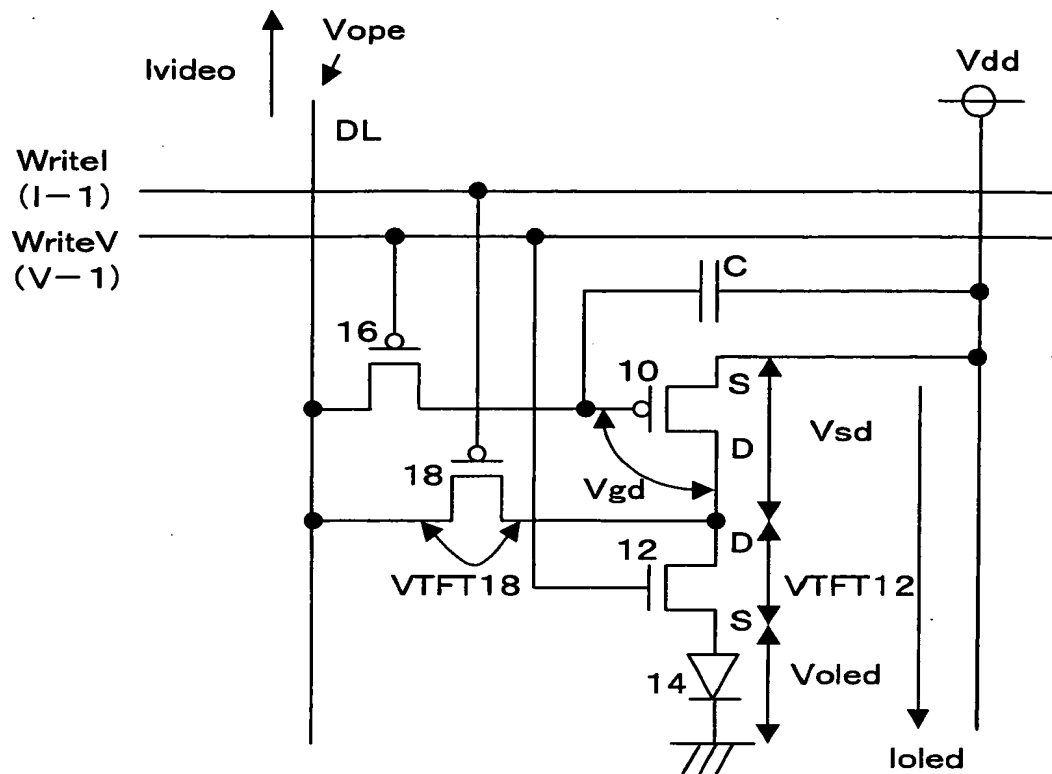 Vope
Ivideo
Vdd
DL
WriteI
(I−1)
WriteV
(V−1)
C
16
10
S
Vsd
D
18
Vgd
D
12
VTFT18
VTFT12
S
14
Voled
Ioled